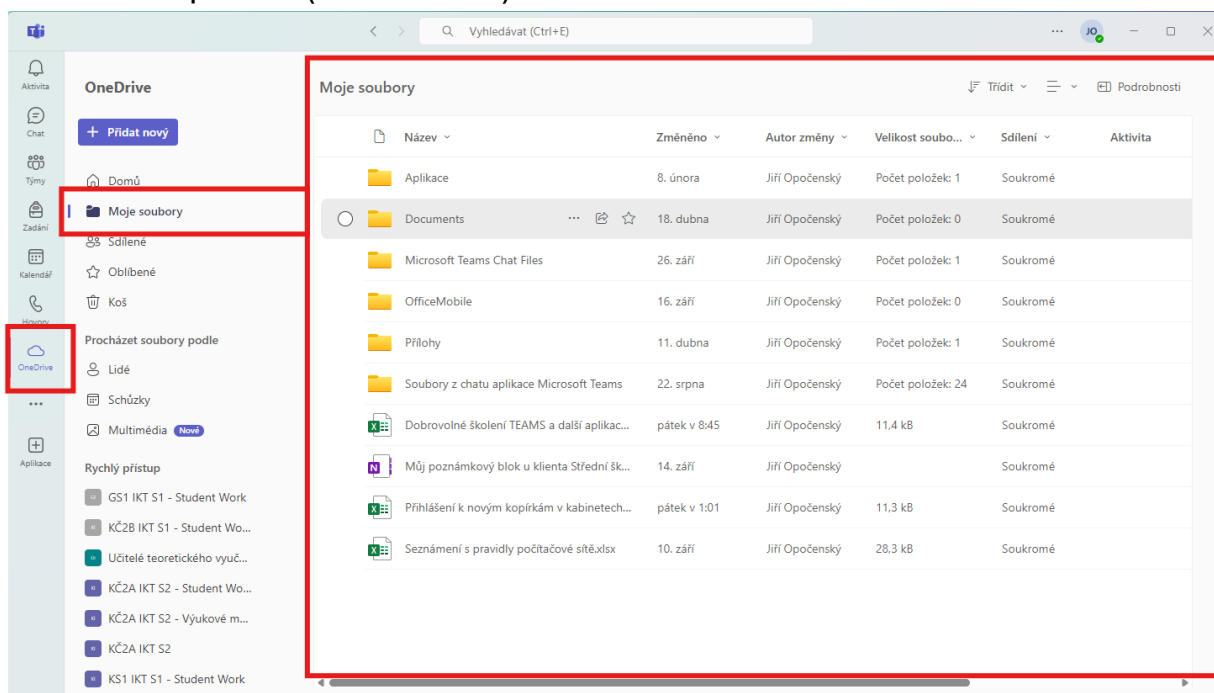 Vyhledávat (Ctrl+E)
JO
Aktivita
Chat
Týmy
Zadání
Kalendář
Hovory
OneDrive
Aplikace
OneDrive
Přidat nový
Domů
Moje soubory
Sdílené
Oblíbené
Koš
Procházet soubory podle
Lidé
Schůzky
Multimédia Nové
Rychlý přístup
GS1 IKT S1 - Student Work
KČ2B IKT S1 - Student Wo...
Učitelé teoretického vyuč...
KČ2A IKT S2 - Student Wo...
KČ2A IKT S2 - Výukové m...
KČ2A IKT S2
KS1 IKT S1 - Student Work
Moje soubory Třídit Podrobnosti
Název Změněno Autor změny Velikost soubo... Sdílení Aktivita
Aplikace 8. února Jiří Opočenský Počet položek: 1 Soukromé
Documents 18. dubna Jiří Opočenský Počet položek: 0 Soukromé
Microsoft Teams Chat Files 26. září Jiří Opočenský Počet položek: 1 Soukromé
OfficeMobile 16. září Jiří Opočenský Počet položek: 0 Soukromé
Přílohy 11. dubna Jiří Opočenský Počet položek: 1 Soukromé
Soubory z chatu aplikace Microsoft Teams 22. srpna Jiří Opočenský Počet položek: 24 Soukromé
Dobrovolné školení TEAMS a další aplikac... pátek v 8:45 Jiří Opočenský 11,4 kB Soukromé
Můj poznámkový blok u klienta Střední šk... 14. září Jiří Opočenský Soukromé
Přihlášení k novým kopírkám v kabinetech... pátek v 1:01 Jiří Opočenský 11,3 kB Soukromé
Seznámení s pravidly počítačové sítě.xlsx 10. září Jiří Opočenský 28,3 kB Soukromé